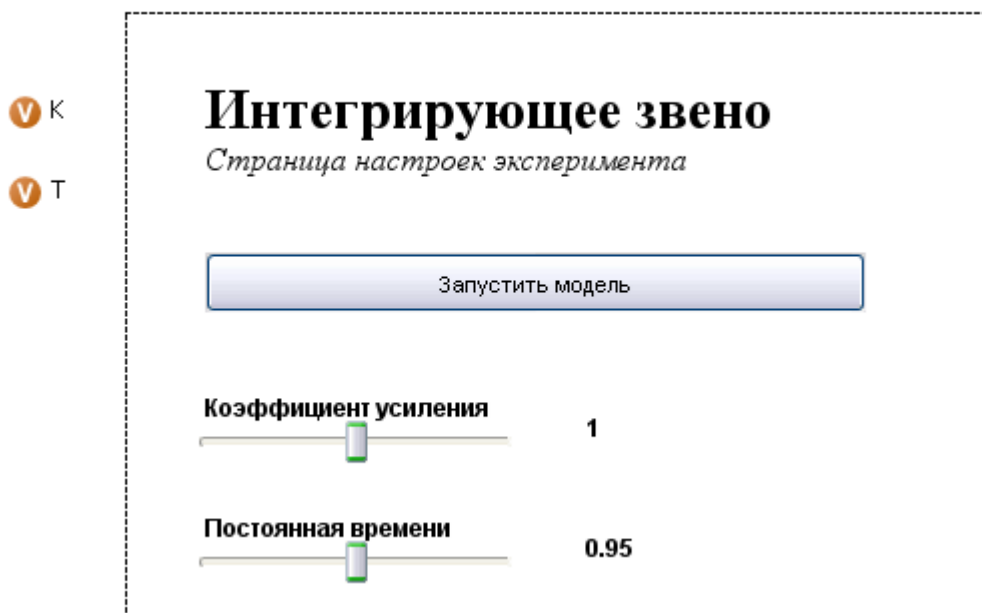 V K
V T
Интегрирующее звено
Страница настроек эксперимента
Запустить модель
Коэффициент усиления
1
Постоянная времени
0.95